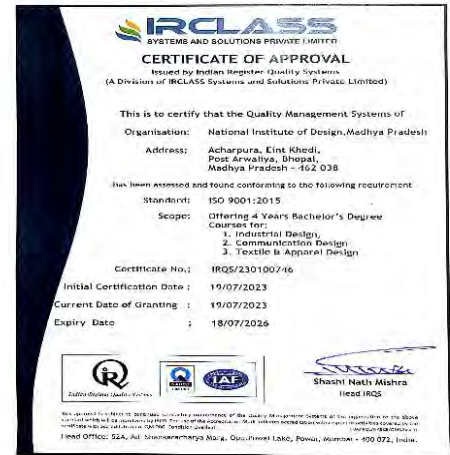 IRCLASS
SYSTEMS AND SOLUTIONS PRIVATE LIMITED
CERTIFICATE OF APPROVAL
Issued by Indian Register Quality Systems
(A Division of IRCLASS Systems and Solutions Private Limited)
This is to certify that the Quality Management Systems of
Organisation: National Institute of Design,Madhya Pradesh
Address: Acharpura, Eint Khedi,
Post Arwaliya, Bhopal,
Madhya Pradesh - 462 038
has been assessed and found conforming to the following requirement
Standard: ISO 9001:2015
Scope: Offering 4 Years Bachelor's Degree
Courses for;
1. Industrial Design,
2. Communication Design
3. Textile & Apparel Design
Certificate No.: IRQS/230100746
Initial Certification Date : 19/07/2023
Current Date of Granting : 19/07/2023
Expiry Date : 18/07/2026
Indian Register Quality Systems
IAF
Shashi Nath Mishra
Head IRQS
Head Office: 52A, Adi Shankaracharya Marg, Opp.Powai Lake, Powai, Mumbai - 400 072, India.